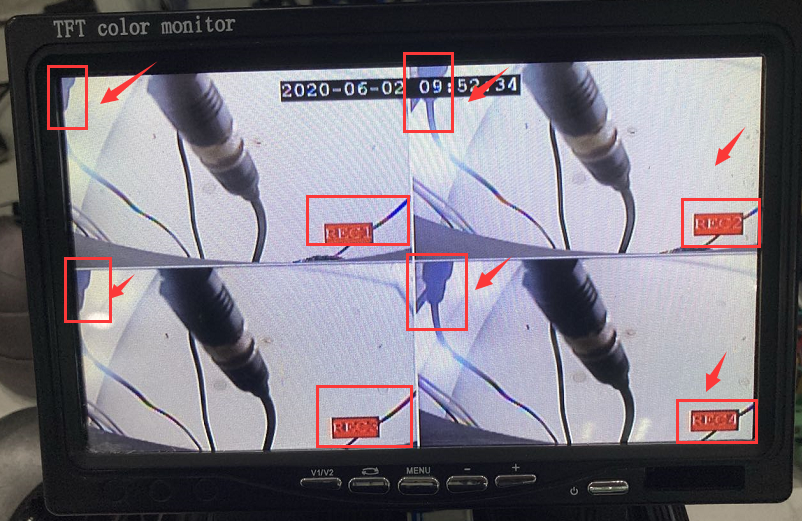 TFT color monitor
2020-06-02 09:52:34
REC1
REC2
REC3
REC4
V1/V2
MENU
-
+